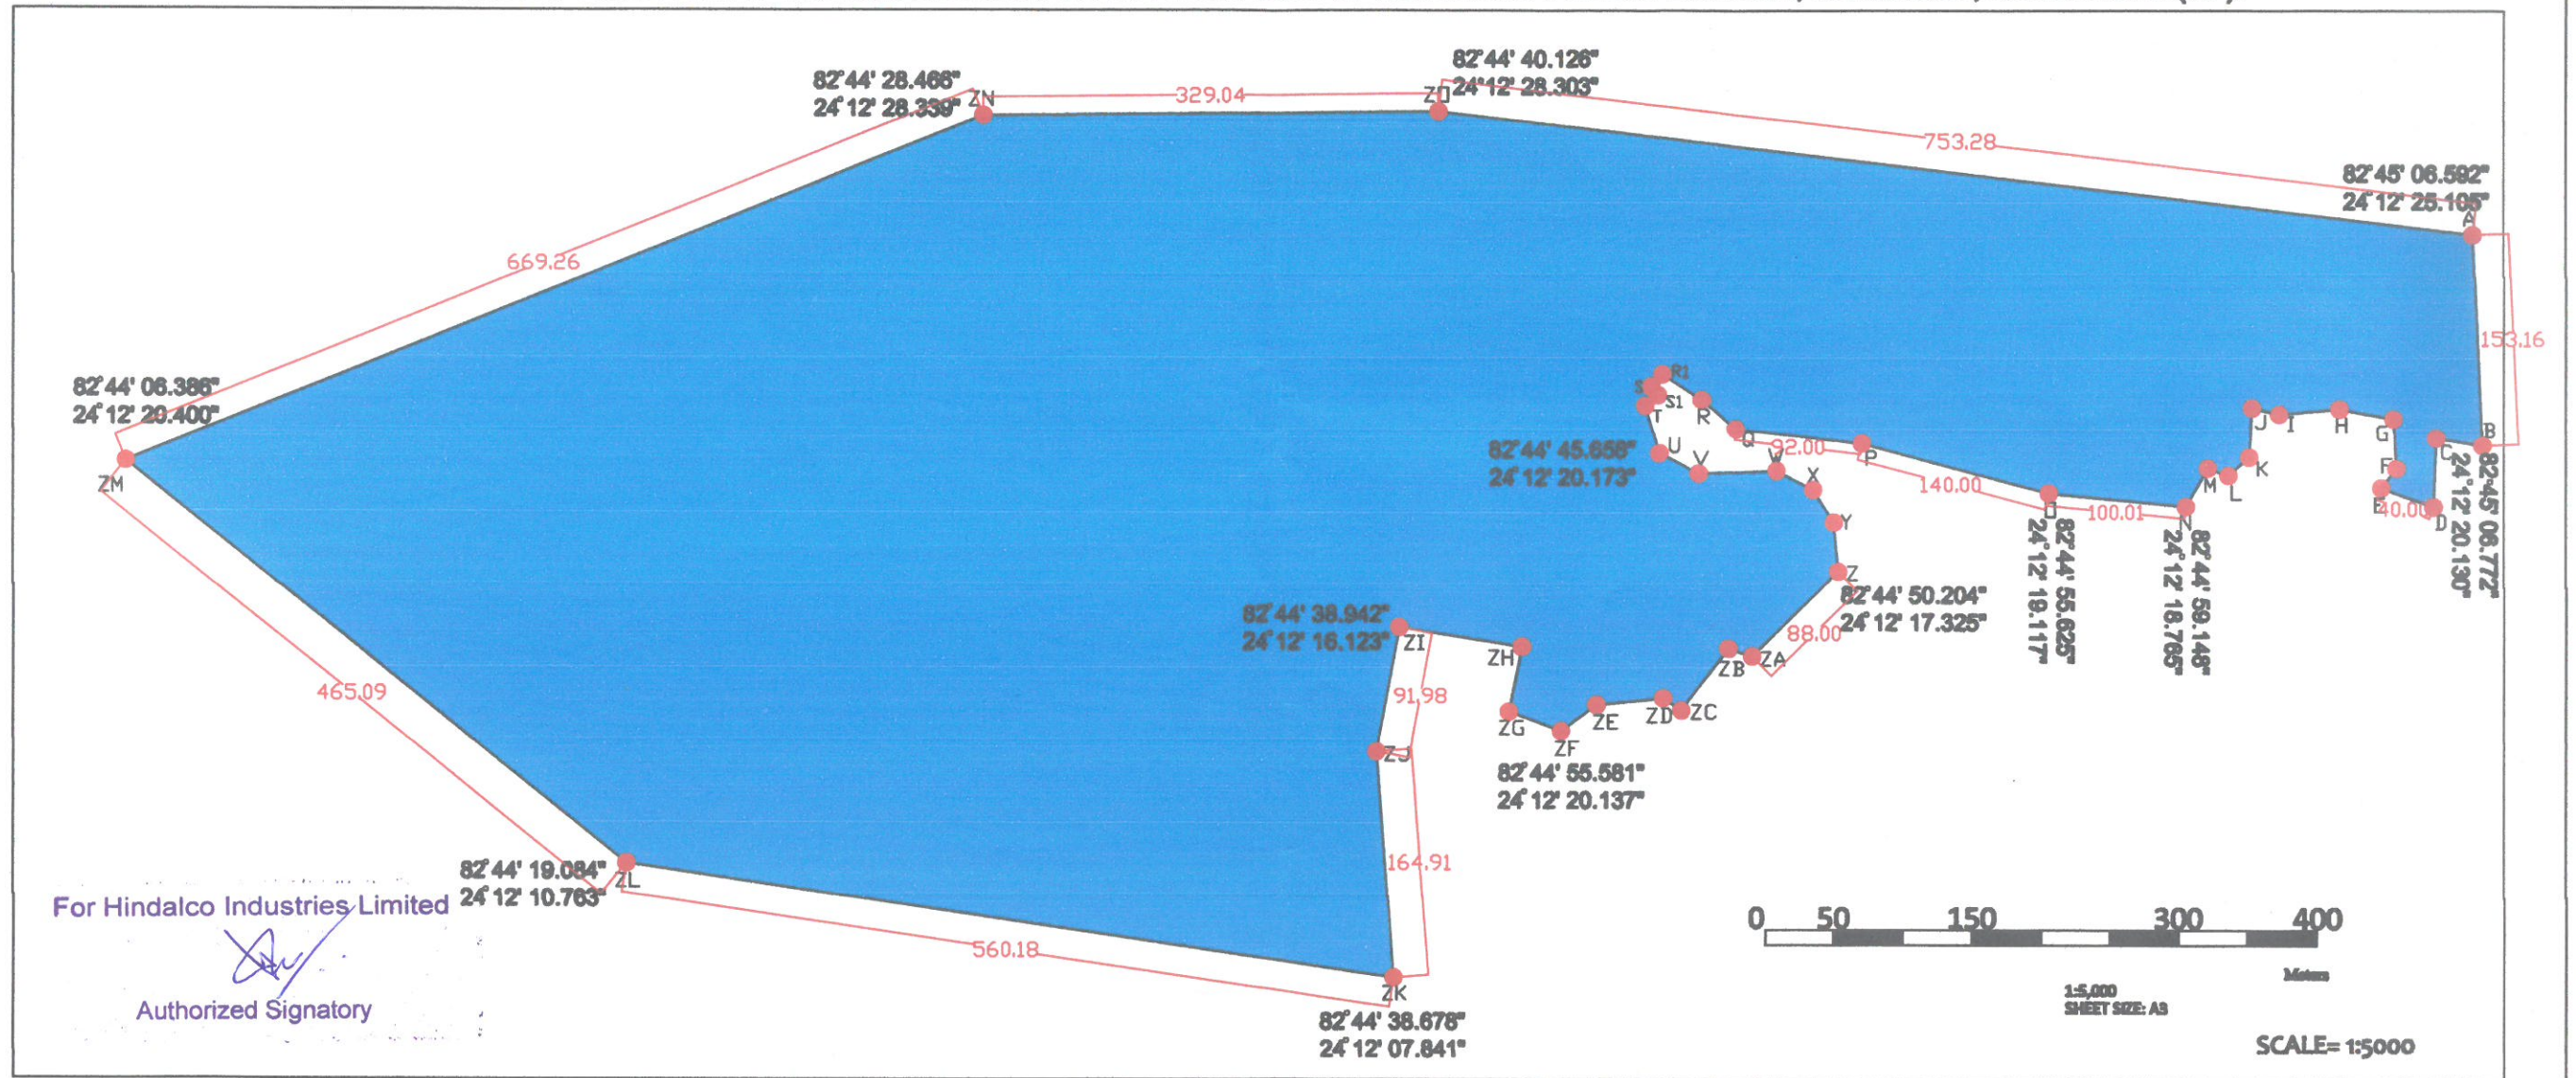 82°44' 28.466"
24°12' 28.339"
ZN
329.04
82°44' 40.126"
24°12' 28.303"
ZO
753.28
82°45' 06.592"
24°12' 25.105"
A
669.26
153.16
82°44' 06.386"
24°12' 20.400"
ZM
R1
S
S1
T
R
Q
U
V
W
X
Y
Z
92.00
P
140.00
O
100.01
N
M
L
K
J
I
H
G
F
E
40.00
D
C
B
82°44' 45.658"
24°12' 20.173"
82°45' 06.772"
24°12' 20.130"
82°44' 59.146"
24°12' 18.765"
82°44' 55.625"
24°12' 19.117"
82°44' 50.204"
24°12' 17.325"
88.00
82°44' 38.942"
24°12' 16.123"
ZI
ZH
ZB
ZA
91.98
465.09
ZG
ZF
ZE
ZD
ZC
ZJ
82°44' 55.581"
24°12' 20.137"
164.91
82°44' 19.084"
24°12' 10.763"
ZL
560.18
ZK
82°44' 38.678"
24°12' 07.841"
For Hindalco Industries Limited
Authorized Signatory
0 50 150 300 400
Meters
1:5,000
SHEET SIZE: A3
SCALE= 1:5000